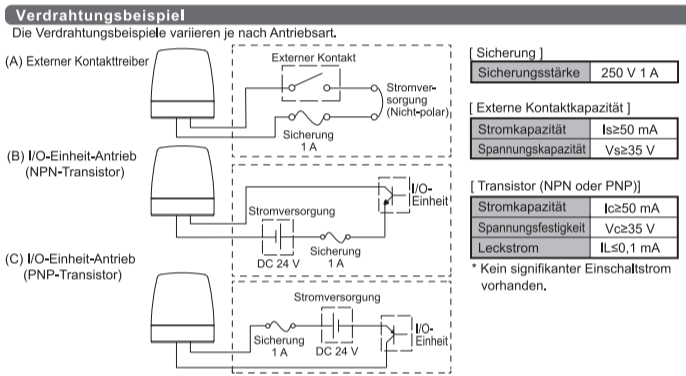 Verdrahtungsbeispiel
Die Verdrahtungsbeispiele variieren je nach Antriebsart.
(A) Externer Kontakttreiber
Externer Kontakt
Stromver-
sorgung
(Nicht-polar)
Sicherung
1 A
(B) I/O-Einheit-Antrieb
(NPN-Transistor)
I/O-
Einheit
Stromversorgung
DC 24 V
Sicherung
1 A
(C) I/O-Einheit-Antrieb
(PNP-Transistor)
Stromversorgung
I/O-
Einheit
Sicherung
1 A
DC 24 V
[ Sicherung ]
Sicherungsstärke 250 V 1 A
[ Externe Kontaktkapazität ]
Stromkapazität Is≥50 mA
Spannungskapazität Vs≥35 V
[ Transistor (NPN oder PNP)]
Stromkapazität Ic≥50 mA
Spannungsfestigkeit Vc≥35 V
Leckstrom IL≤0,1 mA
* Kein signifikanter Einschaltstrom
vorhanden.